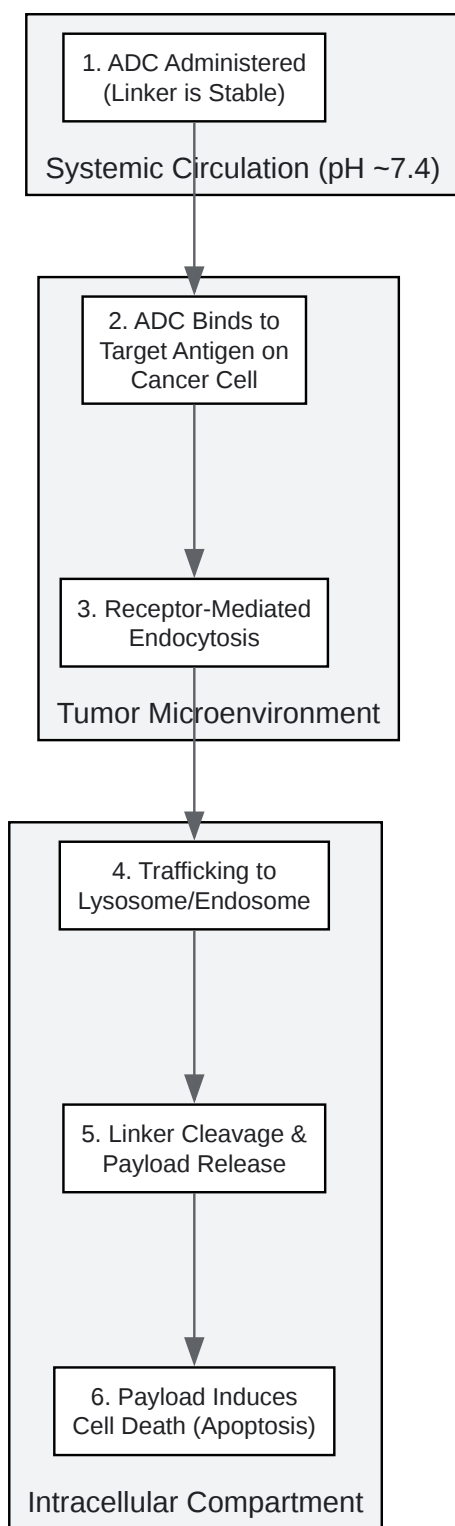 1. ADC Administered
(Linker is Stable)
Systemic Circulation (pH ~7.4)
2. ADC Binds to
Target Antigen on
Cancer Cell
3. Receptor-Mediated
Endocytosis
Tumor Microenvironment
4. Trafficking to
Lysosome/Endosome
5. Linker Cleavage &
Payload Release
6. Payload Induces
Cell Death (Apoptosis)
Intracellular Compartment